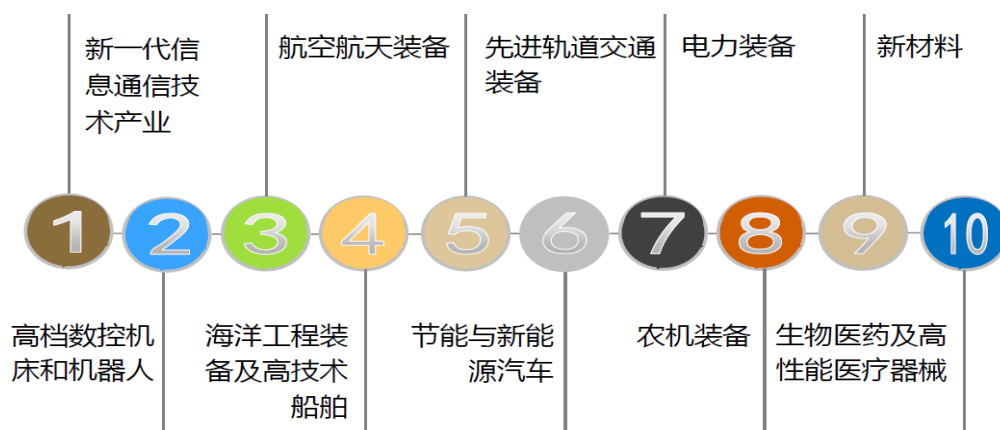 新一代信
息通信技
术产业
航空航天装备
先进轨道交通
装备
电力装备
新材料
1
2
3
4
5
6
7
8
9
10
高档数控机
床和机器人
海洋工程装
备及高技术
船舶
节能与新能
源汽车
农机装备
生物医药及高
性能医疗器械